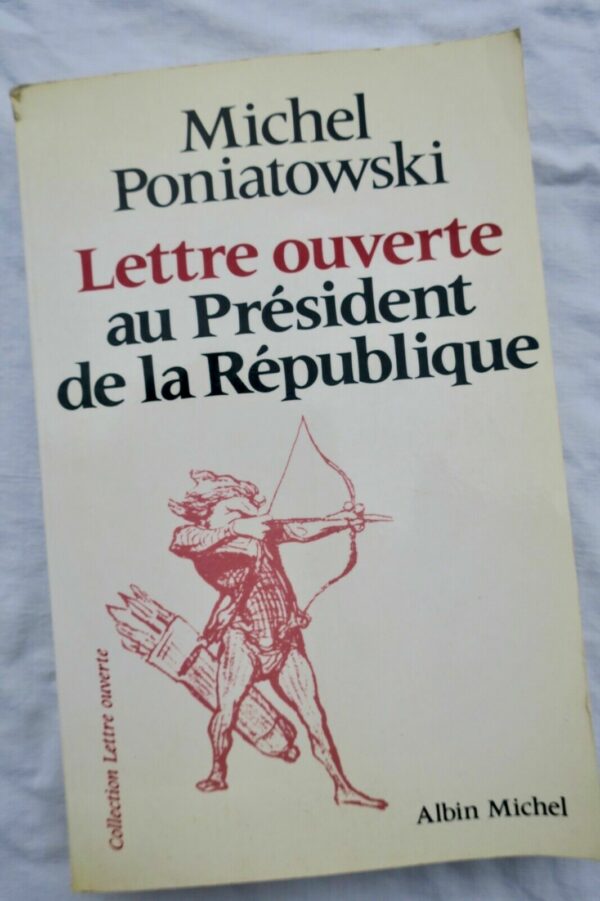 Michel
Poniatowski
Lettre ouverte
au Président
de la République
Collection Lettre ouverte
Albin Michel